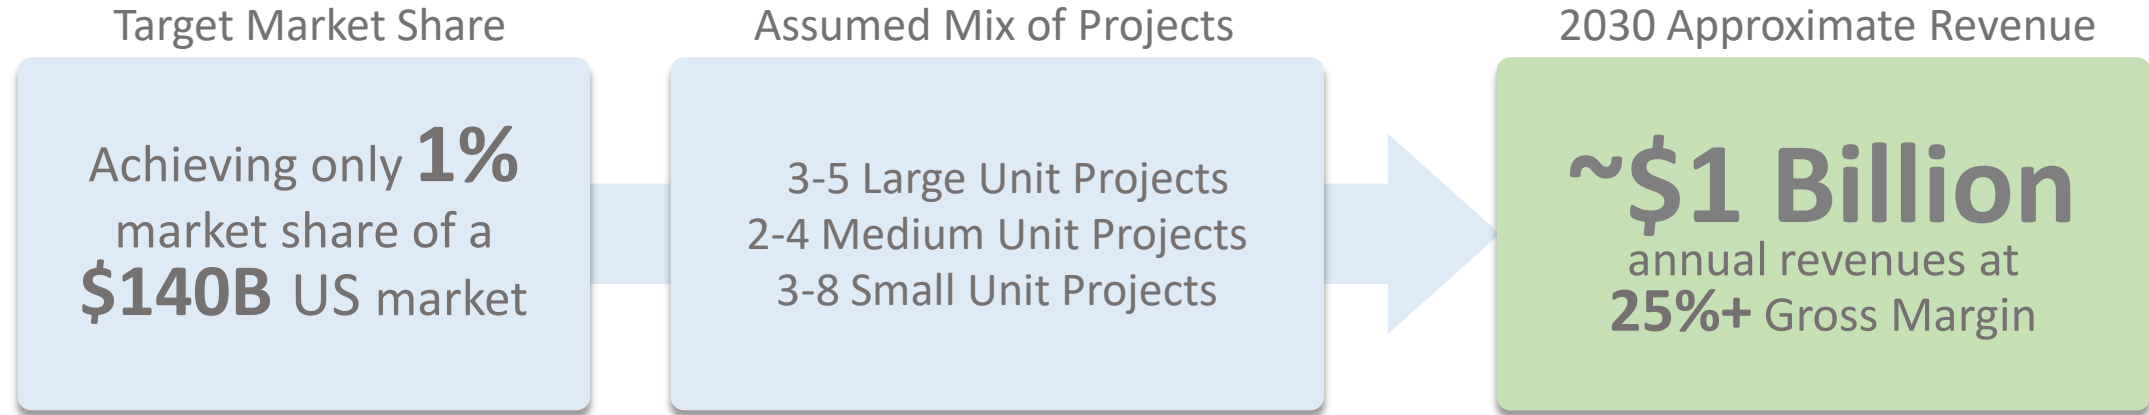 Target Market Share
Achieving only 1%
market share of a
$140B US market
Assumed Mix of Projects
3-5 Large Unit Projects
2-4 Medium Unit Projects
3-8 Small Unit Projects
2030 Approximate Revenue
~$1 Billion
annual revenues at
25%+ Gross Margin